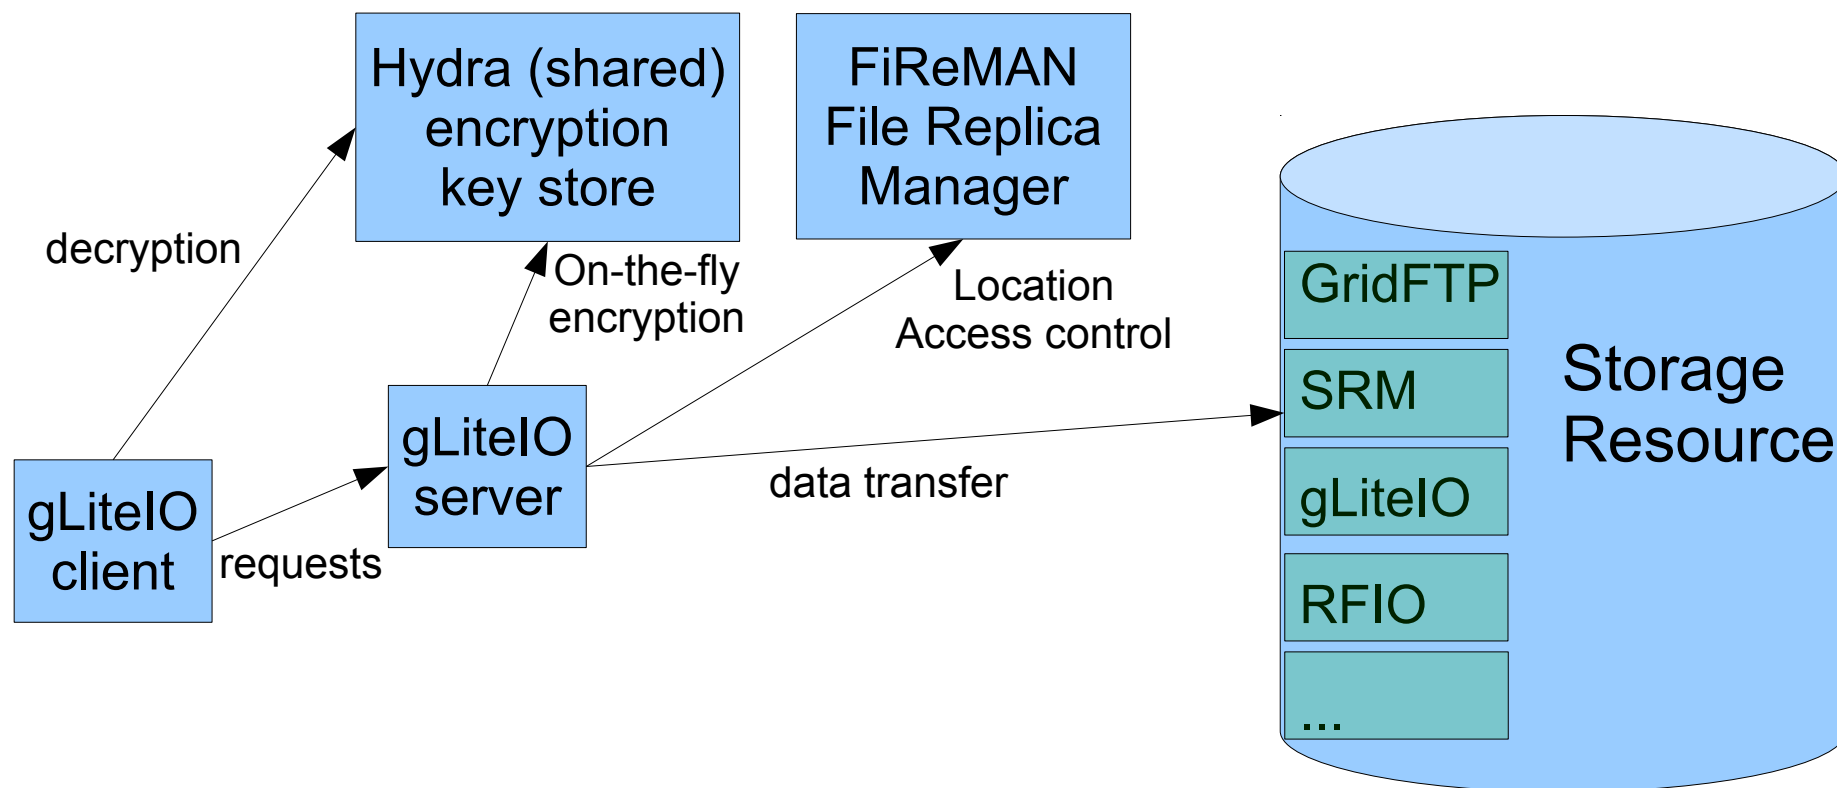 Hydra (shared)
encryption
key store
FiReMAN
File Replica
Manager
decryption
On-the-fly
encryption
Location
Access control
GridFTP
SRM
gLiteIO
RFIO
...
Storage
Resource
gLiteIO
server
data transfer
gLiteIO
client
requests